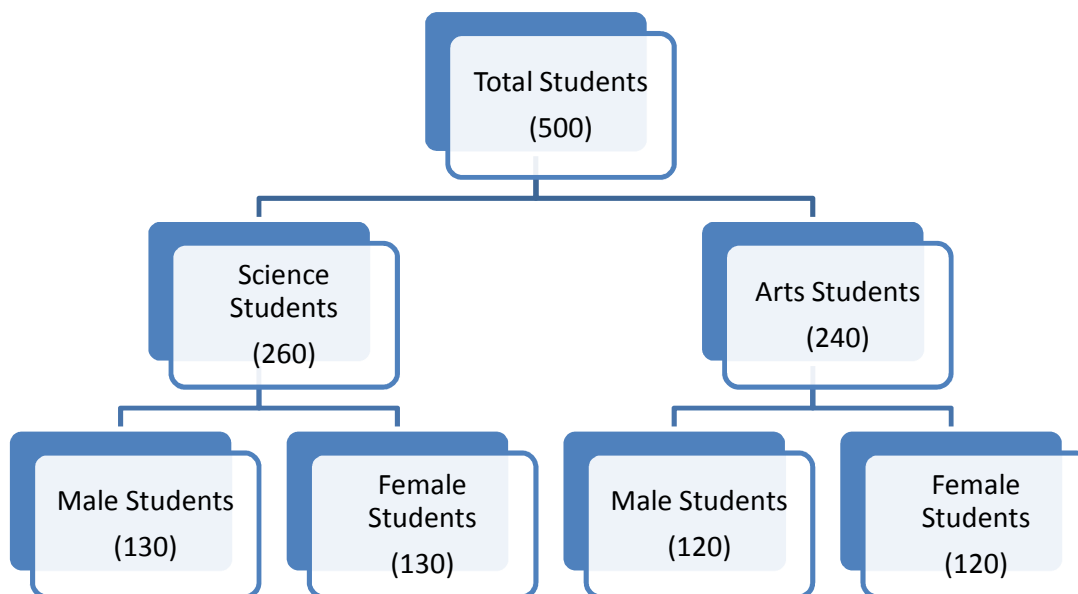 Total Students
(500)
Science
Students
(260)
Arts Students
(240)
Male Students
(130)
Female
Students
(130)
Male Students
(120)
Female
Students
(120)